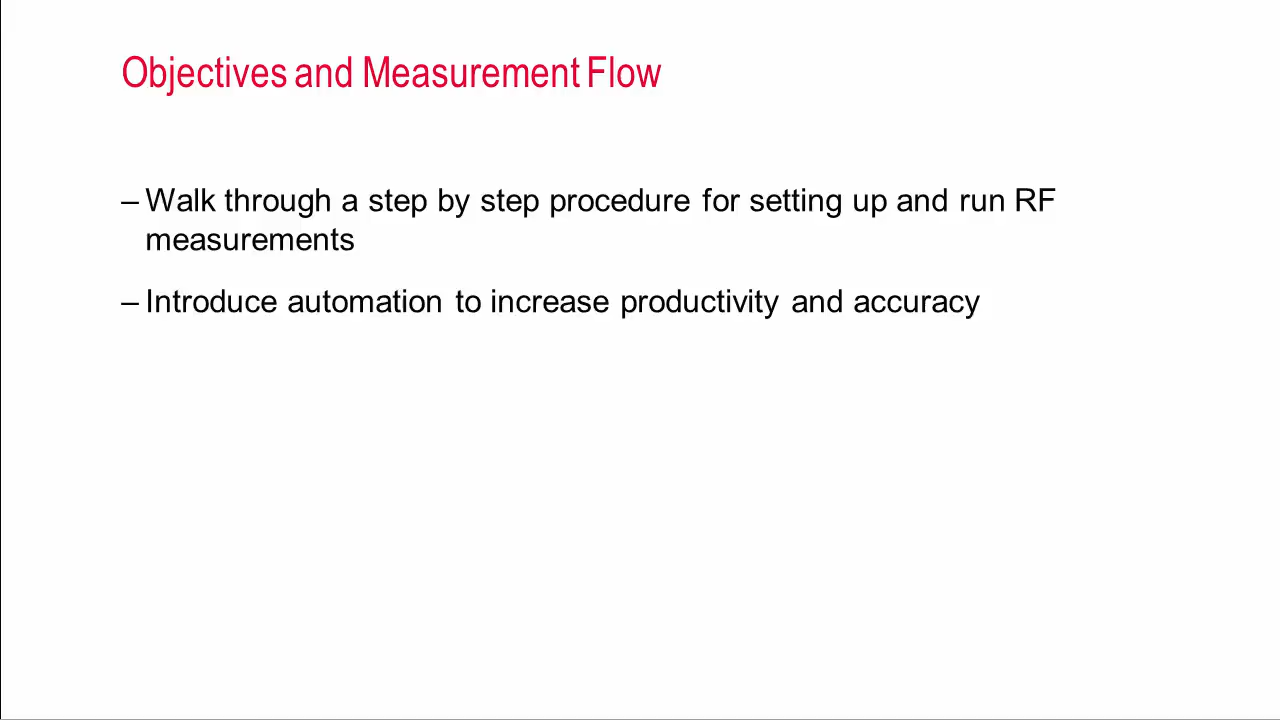 Objectives and Measurement Flow
– Walk through a step by step procedure for setting up and run RF
measurements
– Introduce automation to increase productivity and accuracy